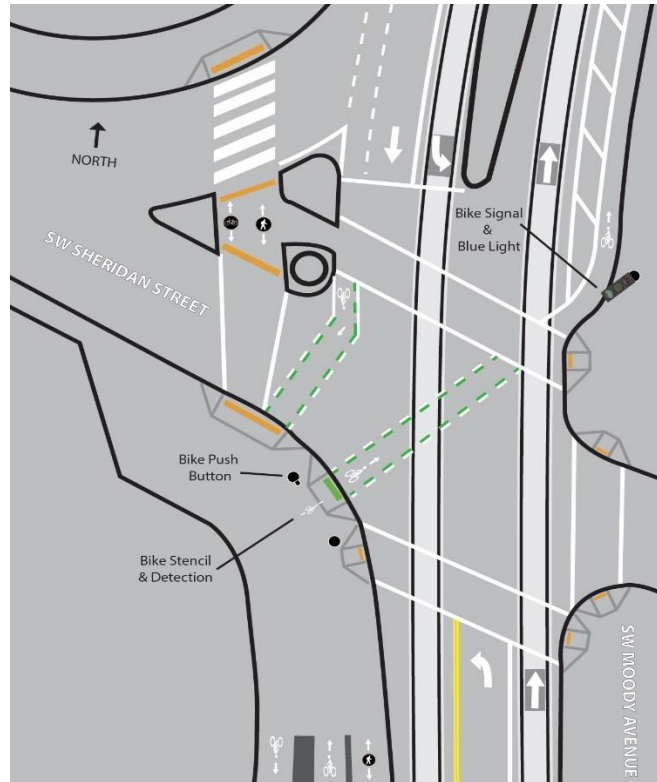 NORTH
Bike Signal
&
Blue Light
SW SHERIDAN STREET
Bike Push
Button
Bike Stencil
& Detection
SW MOODY AVENUE